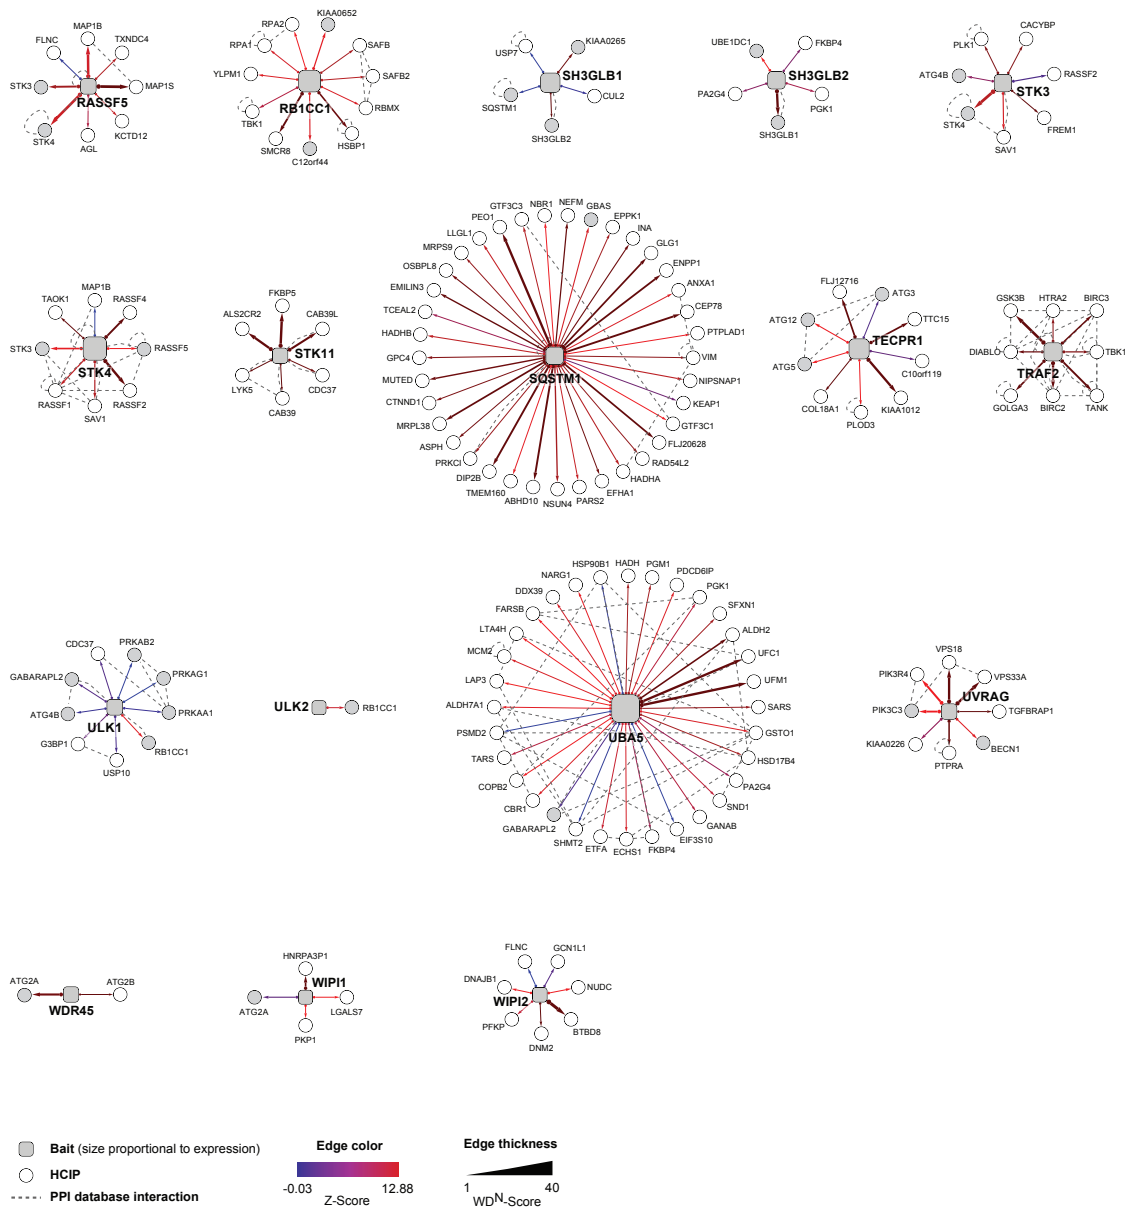 MAP1B
FLNC
TXNDC4
STK3
MAP1S
RASSF5
STK4
KCTD12
AGL
KIAA0652
RPA2
RPA1
SAFB
YLPM1
SAFB2
RB1CC1
TBK1
RBMX
SMCR8
HSBP1
C12orf44
USP7
KIAA0265
SH3GLB1
SQSTM1
CUL2
SH3GLB2
UBE1DC1
FKBP4
SH3GLB2
PA2G4
PGK1
SH3GLB1
CACYBP
PLK1
ATG4B
RASSF2
STK3
STK4
FREM1
SAV1
MAP1B
TAOK1
RASSF4
STK3
RASSF5
STK4
RASSF1
RASSF2
SAV1
FKBP5
ALS2CR2
CAB39L
STK11
LYK5
CDC37
CAB39
GTF3C3
NBR1
NEFM
GBAS
PEO1
EPPK1
LLGL1
INA
MRPS9
GLG1
OSBPL8
ENPP1
EMILIN3
ANXA1
TCEAL2
CEP78
HADHB
PTPLAD1
GPC4
VIM
SQSTM1
MUTED
NIPSNAP1
CTNND1
KEAP1
MRPL38
GTF3C1
ASPH
FLJ20628
PRKCI
RAD54L2
DIP2B
HADHA
TMEM160
EFHA1
ABHD10
PARS2
NSUN4
FLJ12716
ATG3
ATG12
TTC15
TECPR1
ATG5
C10orf119
COL18A1
KIAA1012
PLOD3
GSK3B
HTRA2
BIRC3
DIABLO
TBK1
TRAF2
GOLGA3
BIRC2
TANK
CDC37
PRKAB2
GABARAPL2
PRKAG1
ATG4B
PRKAA1
ULK1
G3BP1
RB1CC1
USP10
ULK2
RB1CC1
HSP90B1
HADH
PGM1
NARG1
PDCD6IP
DDX39
PGK1
FARSB
SFXN1
LTA4H
ALDH2
MCM2
UFC1
LAP3
UFM1
ALDH7A1
SARS
PSMD2
GSTO1
UBA5
TARS
HSD17B4
COPB2
PA2G4
CBR1
SND1
GABARAPL2
GANAB
SHMT2
EIF3S10
ETFA
FKBP4
ECHS1
VPS18
PIK3R4
VPS33A
UVRAG
PIK3C3
TGFBRAP1
KIAA0226
BECN1
PTPRA
ATG2A
ATG2B
WDR45
HNRPA3P1
WIPI1
ATG2A
LGALS7
PKP1
FLNC
GCN1L1
DNAJB1
NUDC
WIPI2
PFKP
BTBD8
DNM2
Bait (size proportional to expression)
HCIP
PPI database interaction
Edge color
-0.03 12.88
Z-Score
Edge thickness
1 40
WDN-Score